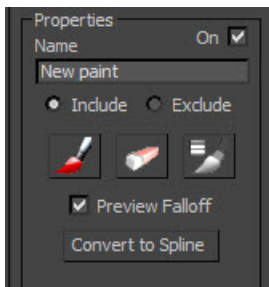 Properties
Name On
New paint
Include Exclude
Preview Falloff
Convert to Spline